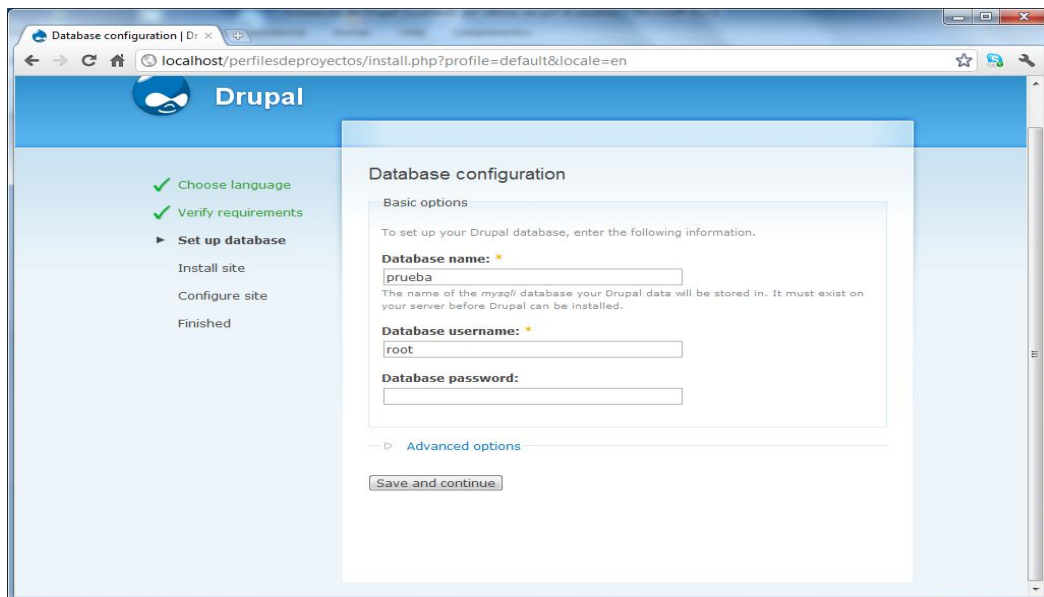 Database configuration | Dr
localhost/perfilesdeproyectos/install.php?profile=default&locale=en
Drupal
Choose language
Verify requirements
Set up database
Install site
Configure site
Finished
Database configuration
Basic options
To set up your Drupal database, enter the following information.
Database name: *
prueba
The name of the mysqli database your Drupal data will be stored in. It must exist on
your server before Drupal can be installed.
Database username: *
root
Database password:
Advanced options
Save and continue